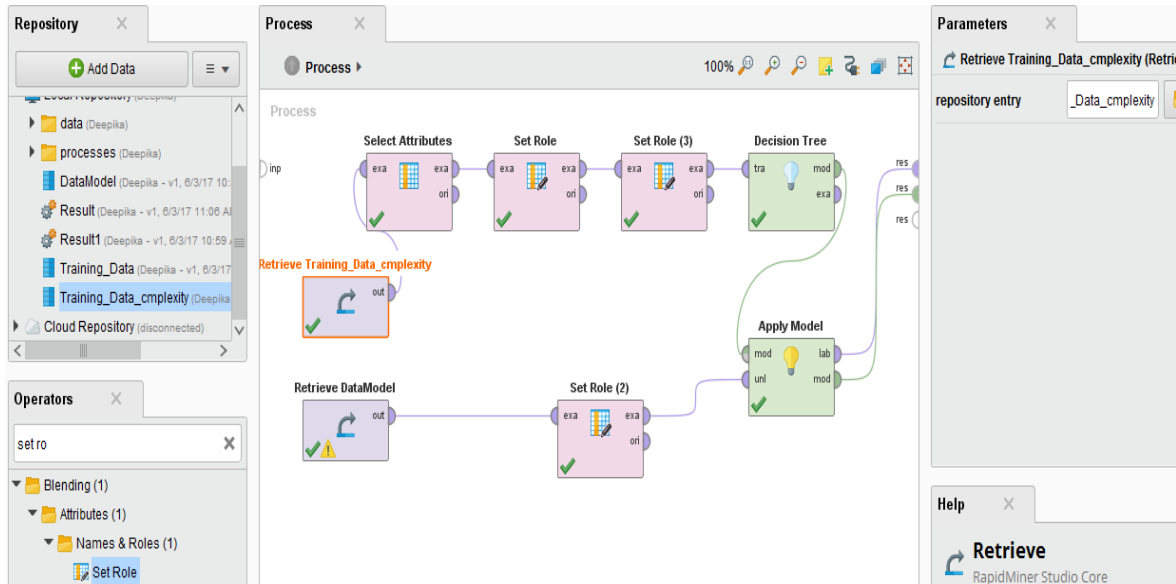 Repository
Add Data
Local Repository (Deepika)
data (Deepika)
processes (Deepika)
DataModel (Deepika - v1, 6/3/17 10:
Result (Deepika - v1, 6/3/17 11:06 AM
Result1 (Deepika - v1, 6/3/17 10:59
Training_Data (Deepika - v1, 6/3/17
Training_Data_cmplexity (Deepika
Cloud Repository (disconnected)
Operators
set ro
Blending (1)
Attributes (1)
Names & Roles (1)
Set Role
Process
Process
100%
Process
inp
Select Attributes
exa exa
ori
Set Role
exa exa
ori
Set Role (3)
exa exa
ori
Decision Tree
tra mod
exa
res
res
res
Retrieve Training_Data_cmplexity
out
Apply Model
mod lab
unl mod
Retrieve DataModel
out
Set Role (2)
exa exa
ori
Parameters
Retrieve Training_Data_cmplexity (Retrie
repository entry
_Data_cmplexity
Help
Retrieve
RapidMiner Studio Core